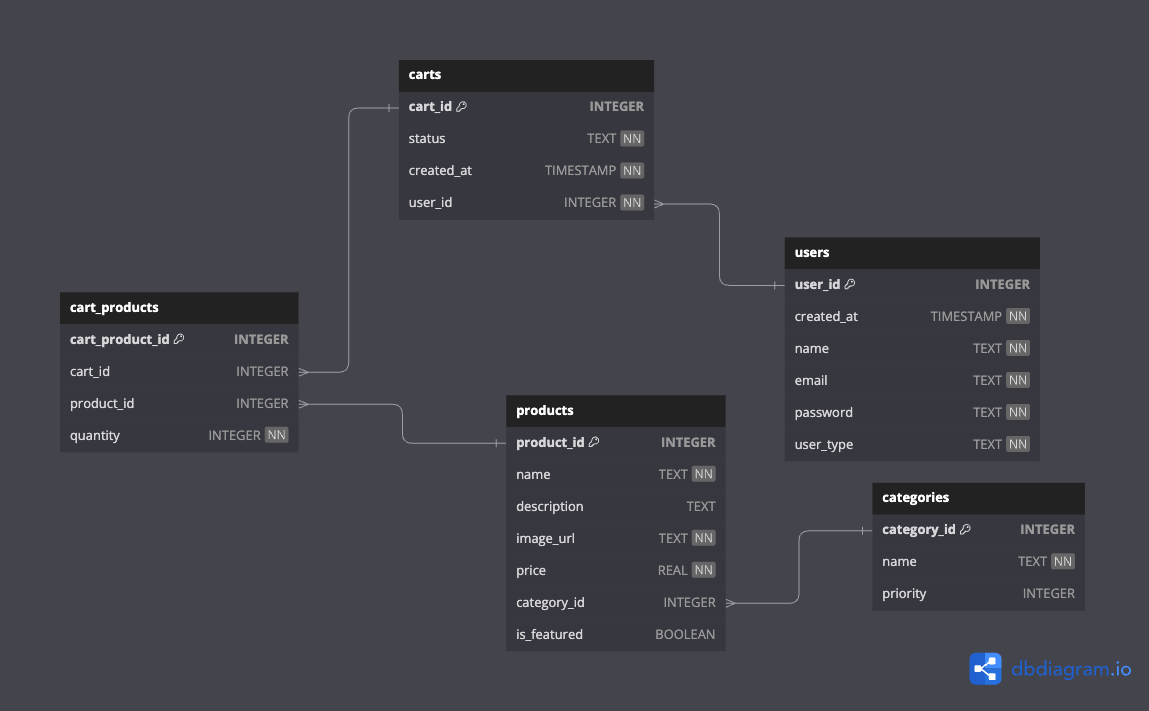 carts
cart_id INTEGER
status TEXT NN
created_at TIMESTAMP NN
user_id INTEGER NN
users
user_id INTEGER
created_at TIMESTAMP NN
name TEXT NN
email TEXT NN
password TEXT NN
user_type TEXT NN
cart_products
cart_product_id INTEGER
cart_id INTEGER
product_id INTEGER
quantity INTEGER NN
products
product_id INTEGER
name TEXT NN
description TEXT
image_url TEXT NN
price REAL NN
category_id INTEGER
is_featured BOOLEAN
categories
category_id INTEGER
name TEXT NN
priority INTEGER
dbdiagram.io